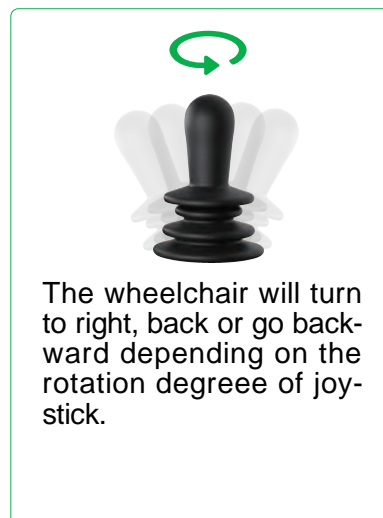 The wheelchair will turn
to right, back or go back-
ward depending on the
rotation degreee of joy-
stick.